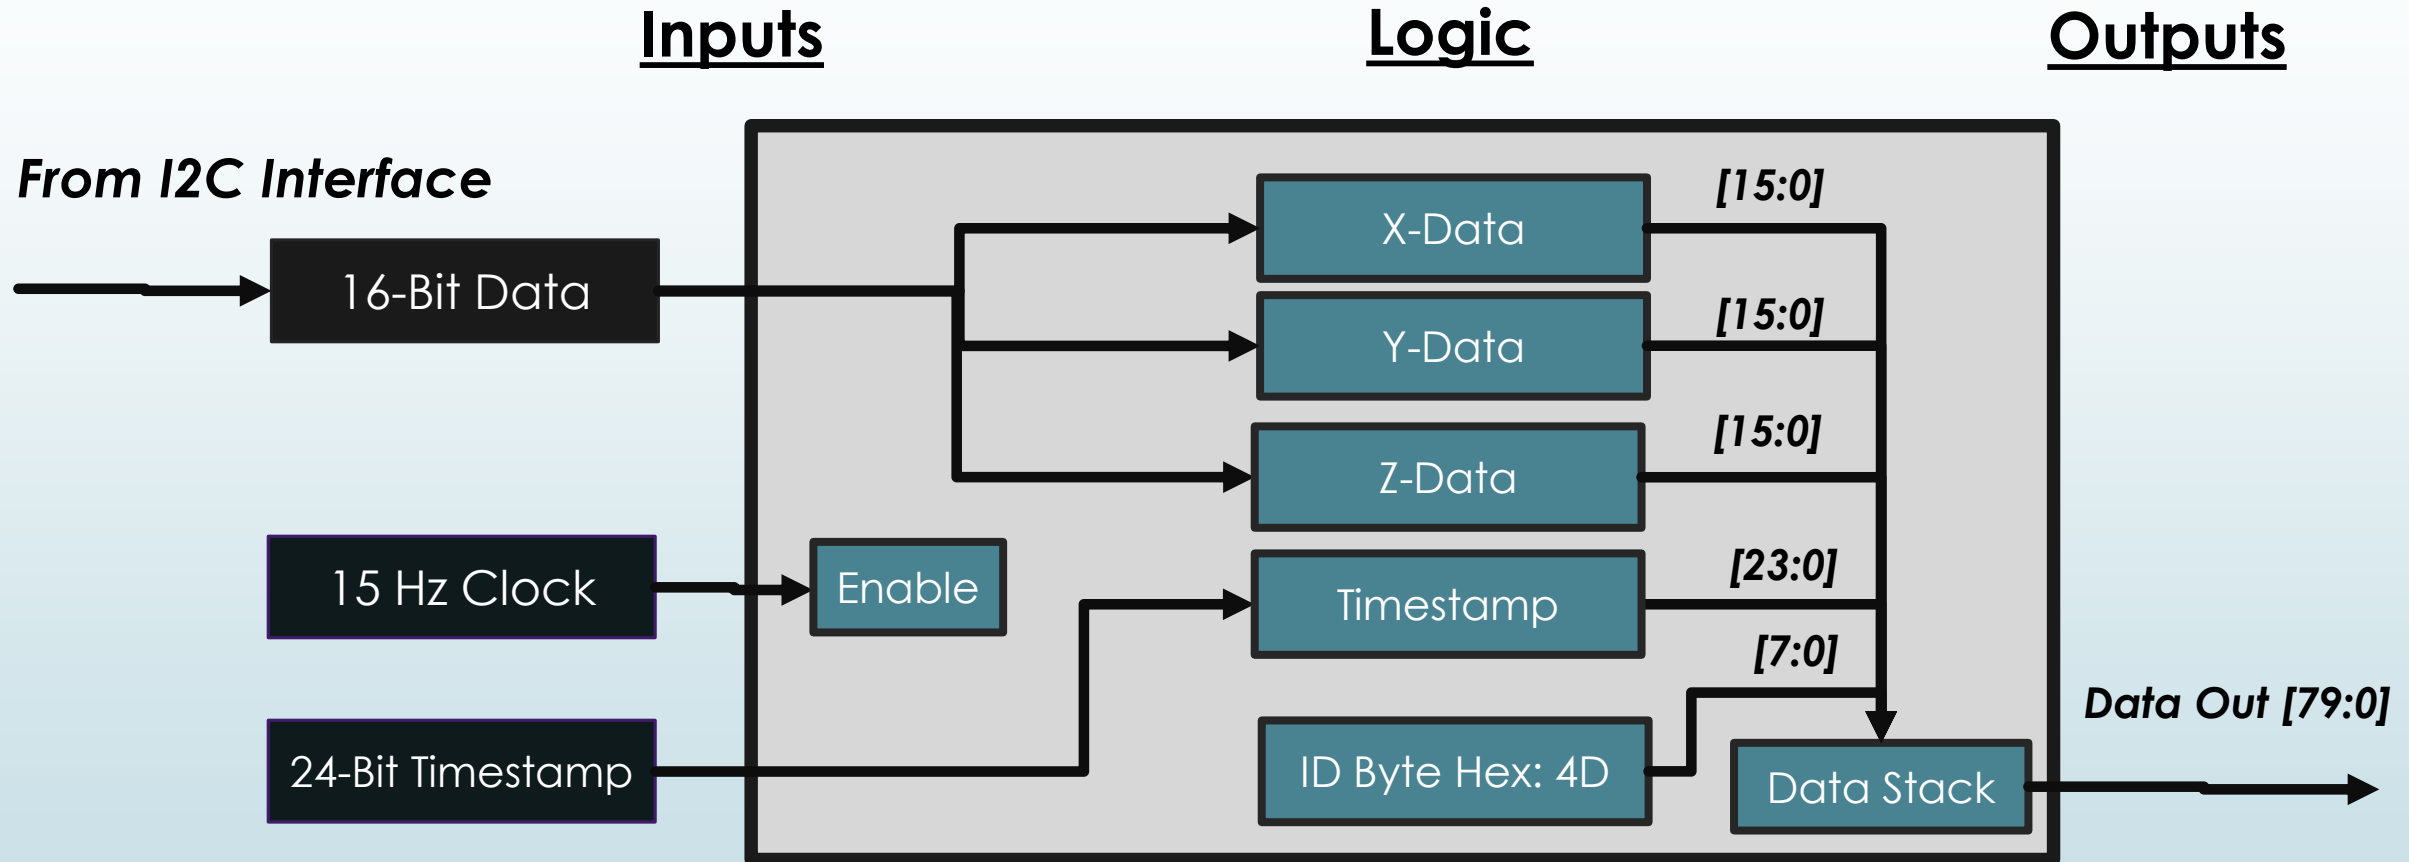 Inputs
Logic
Outputs
From I2C Interface
16-Bit Data
X-Data
[15:0]
Y-Data
[15:0]
Z-Data
[15:0]
15 Hz Clock
Enable
Timestamp
[23:0]
[7:0]
24-Bit Timestamp
ID Byte Hex: 4D
Data Stack
Data Out [79:0]